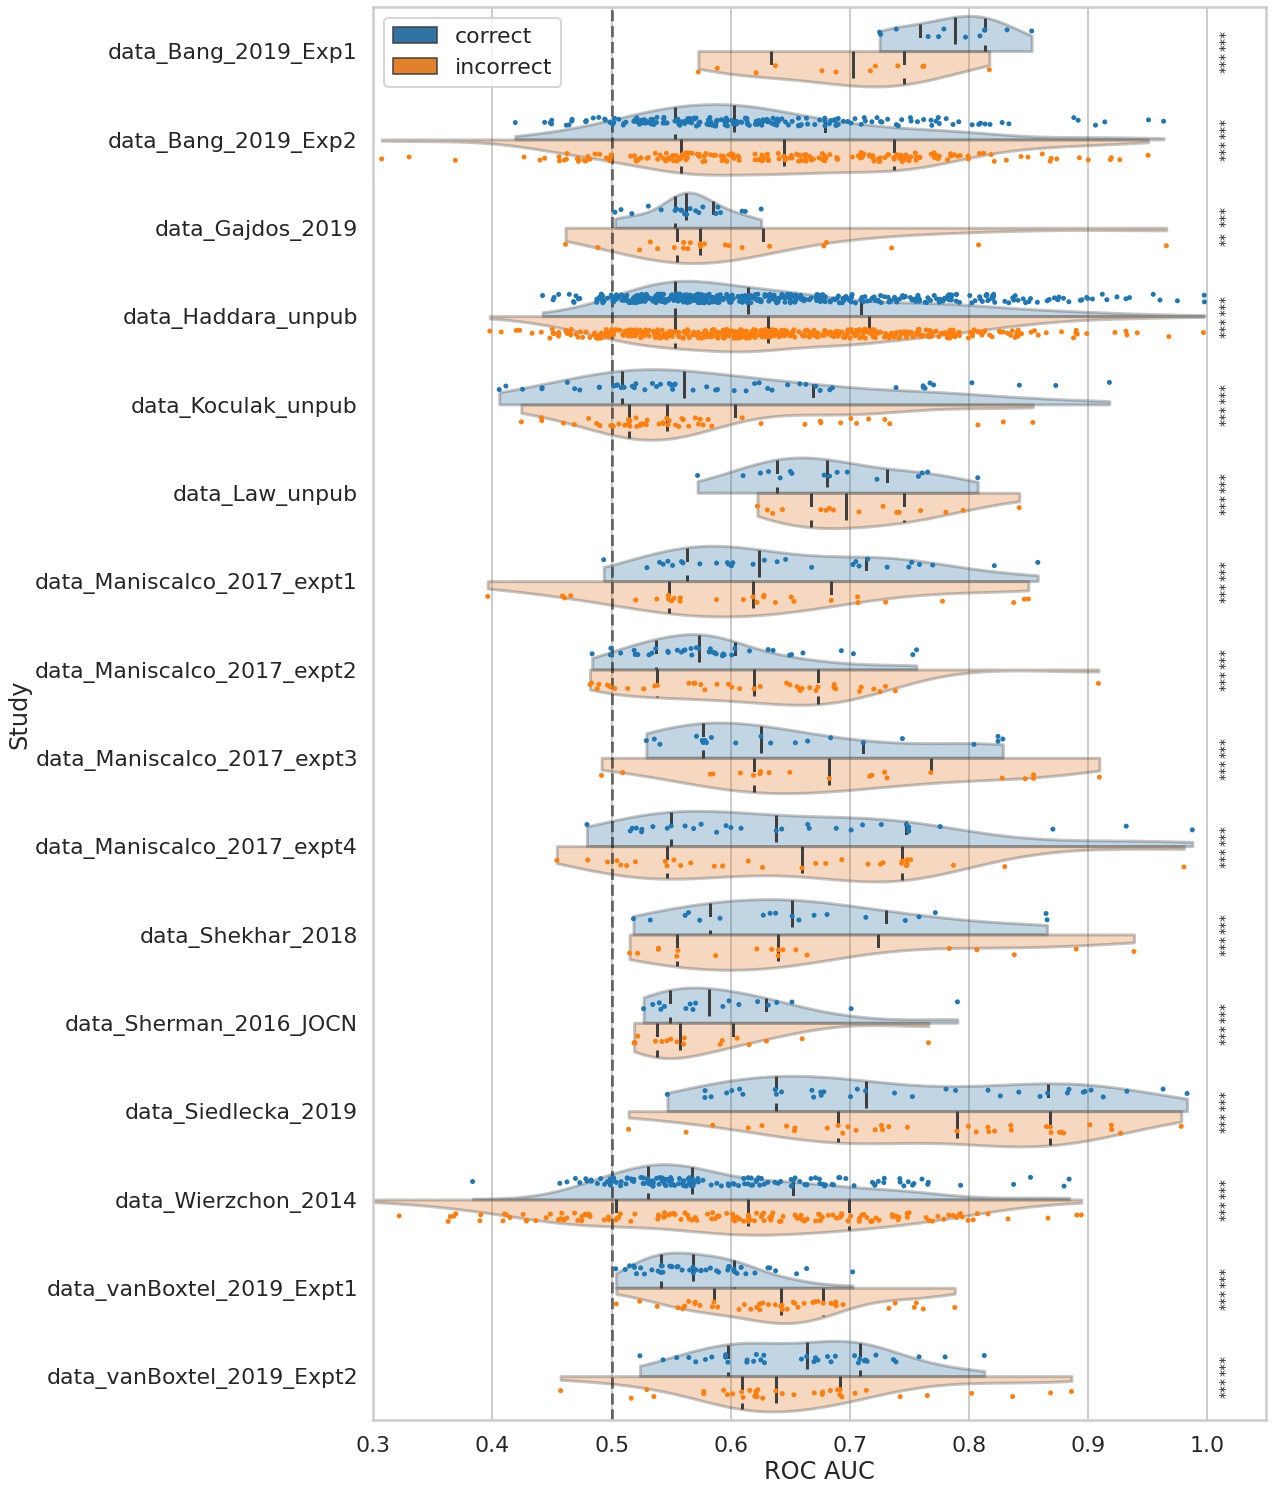 correct
incorrect
data_Bang_2019_Exp1
***
***
data_Bang_2019_Exp2
***
***
data_Gajdos_2019
***
**
data_Haddara_unpub
***
***
data_Koculak_unpub
***
***
data_Law_unpub
***
***
data_Maniscalco_2017_expt1
***
***
data_Maniscalco_2017_expt2
***
***
data_Maniscalco_2017_expt3
***
***
data_Maniscalco_2017_expt4
***
***
data_Shekhar_2018
***
***
data_Sherman_2016_JOCN
***
***
data_Siedlecka_2019
***
***
data_Wierzchon_2014
***
***
data_vanBoxtel_2019_Expt1
***
***
data_vanBoxtel_2019_Expt2
***
***
Study
0.3 0.4 0.5 0.6 0.7 0.8 0.9 1.0
ROC AUC